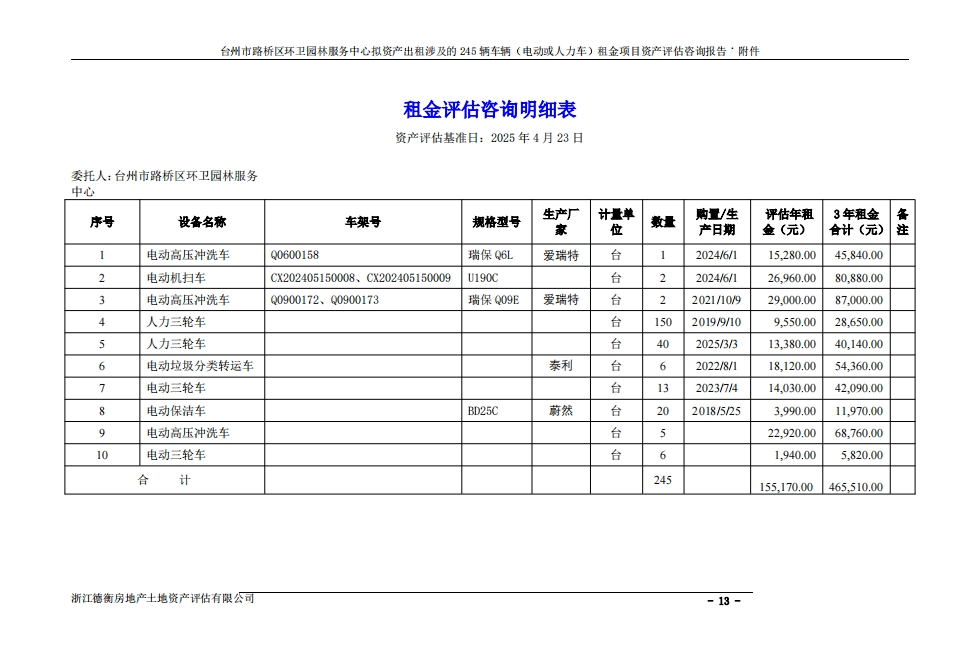 台州市路桥区环卫园林服务中心拟资产出租涉及的 245 辆车辆（电动或人力车）租金项目资产评估咨询报告·附件
租金评估咨询明细表
资产评估基准日：2025 年 4 月 23 日
委托人：台州市路桥区环卫园林服务
中心
序号 设备名称 车架号 规格型号 生产厂家 计量单位 数量 购置/生产日期 评估年租金（元） 3 年租金合计（元） 备注
1 电动高压冲洗车 Q0600158 瑞保 Q6L 爱瑞特 台 1 2024/6/1 15,280.00 45,840.00
2 电动机扫车 CX202405150008、CX202405150009 U190C 台 2 2024/6/1 26,960.00 80,880.00
3 电动高压冲洗车 Q0900172、Q0900173 瑞保 Q09E 爱瑞特 台 2 2021/10/9 29,000.00 87,000.00
4 人力三轮车 台 150 2019/9/10 9,550.00 28,650.00
5 人力三轮车 台 40 2025/3/3 13,380.00 40,140.00
6 电动垃圾分类转运车 泰利 台 6 2022/8/1 18,120.00 54,360.00
7 电动三轮车 台 13 2023/7/4 14,030.00 42,090.00
8 电动保洁车 BD25C 蔚然 台 20 2018/5/25 3,990.00 11,970.00
9 电动高压冲洗车 台 5 22,920.00 68,760.00
10 电动三轮车 台 6 1,940.00 5,820.00
合 计 245 155,170.00 465,510.00
浙江德衡房地产土地资产评估有限公司 - 13 -